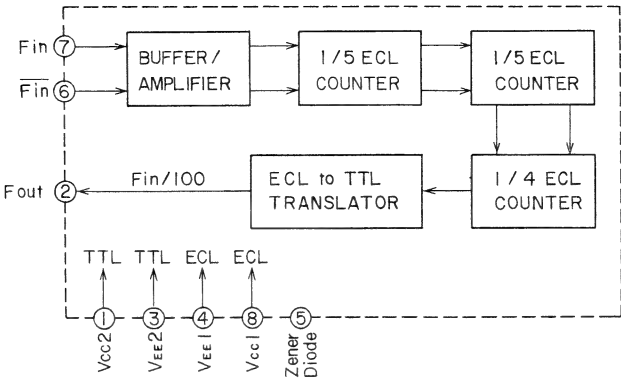 Fin 7
BUFFER/
AMPLIFIER
1/5 ECL
COUNTER
1/5 ECL
COUNTER
Fin 6
Fout 2
Fin/100
ECL to TTL
TRANSLATOR
1/4 ECL
COUNTER
TTL TTL ECL ECL
1 3 4 8 5
VCC2
VEE2
VEE1
Vcc1
Zener
Diode